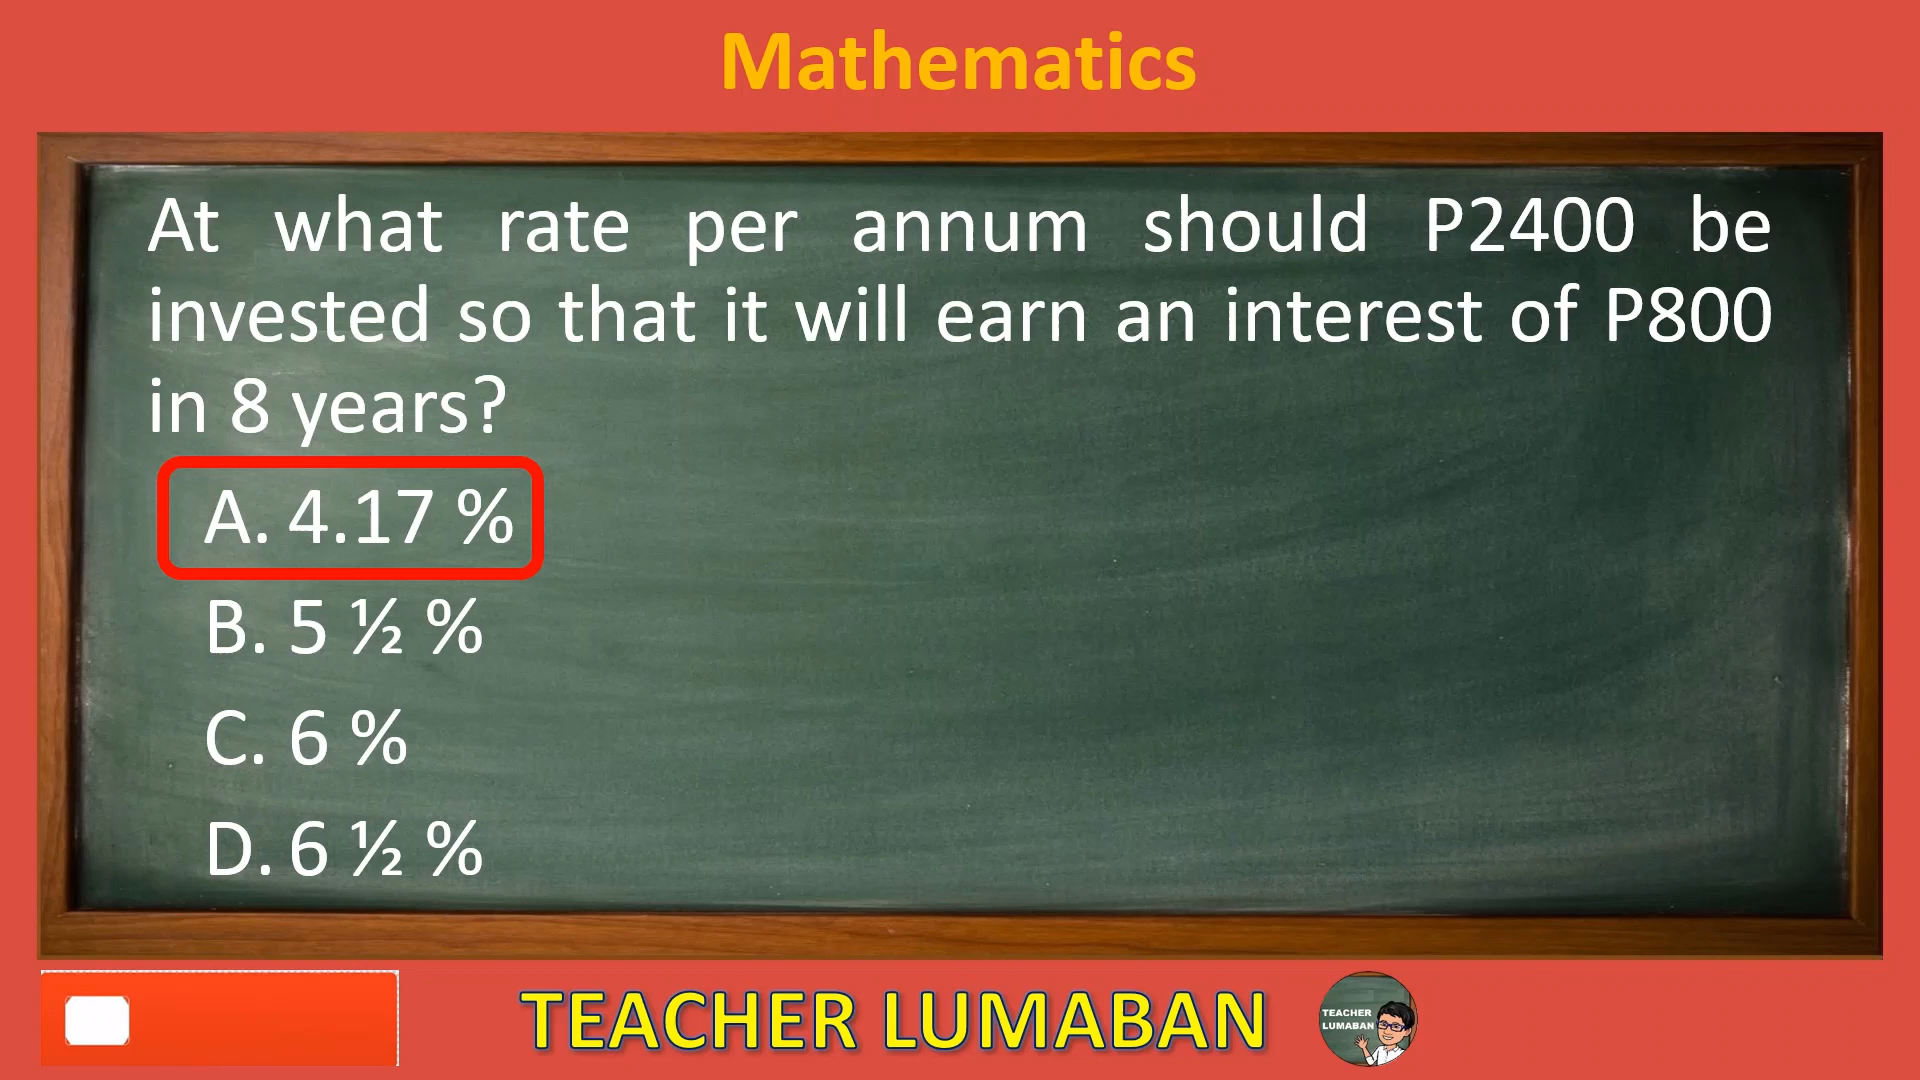 Mathematics
At what rate per annum should P2400 be
invested so that it will earn an interest of P800
in 8 years?
A. 4.17 %
B. 5 ½ %
C. 6 %
D. 6 ½ %
TEACHER LUMABAN
TEACHER
LUMABAN